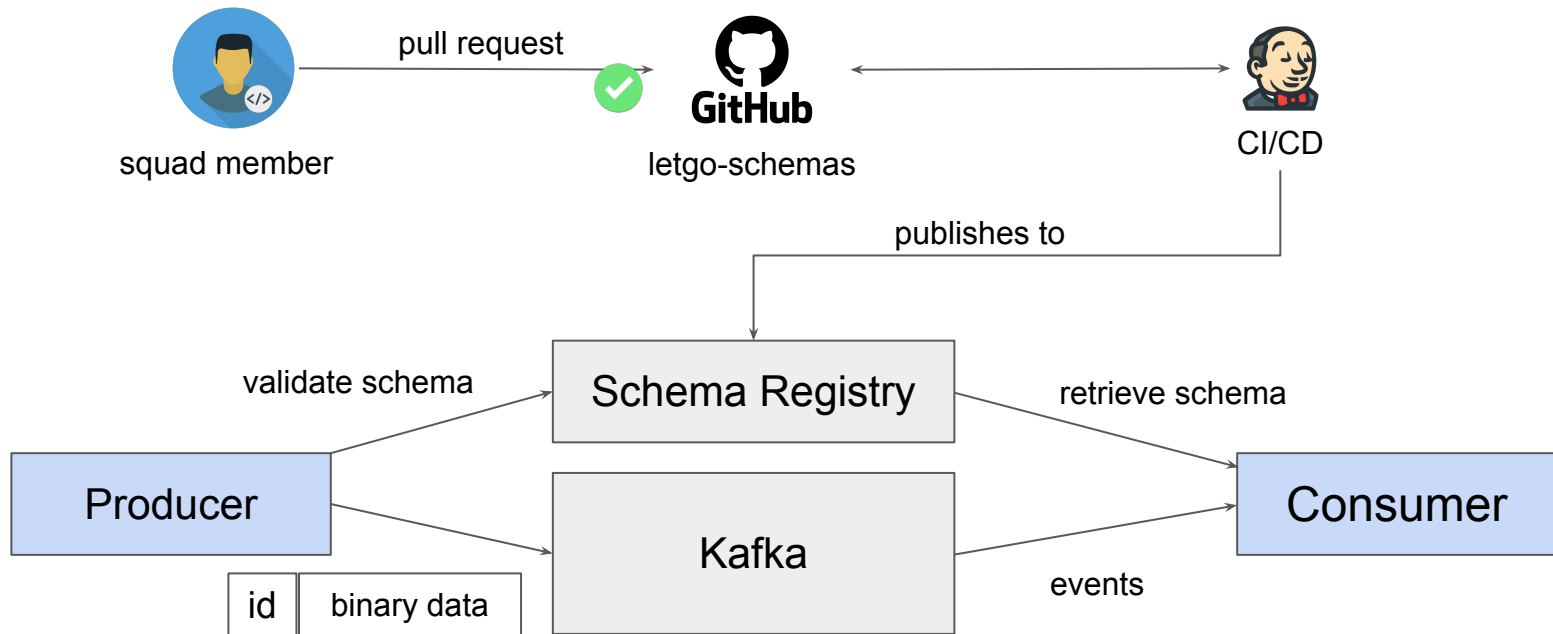 pull request
</>
GitHub
squad member
letgo-schemas
CI/CD
publishes to
validate schema
Schema Registry
retrieve schema
Producer
Kafka
Consumer
id
binary data
events